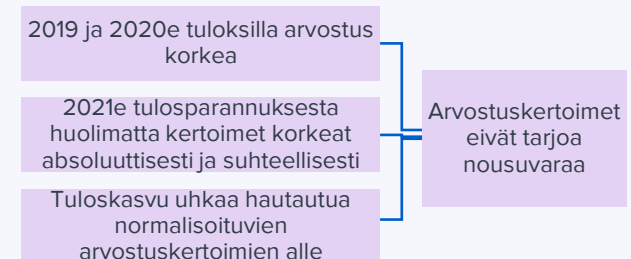 2019 ja 2020e tuloksilla arvostus
korkea
2021e tulosparannuksesta
huolimatta kertoimet korkeat
absoluuttisesti ja suhteellisesti
Tuloskasvu uhkaa hautautua
normalisoituvien
arvostuskertoimien alle
Arvostuskertoimet
eivät tarjoa
nousuvaraa